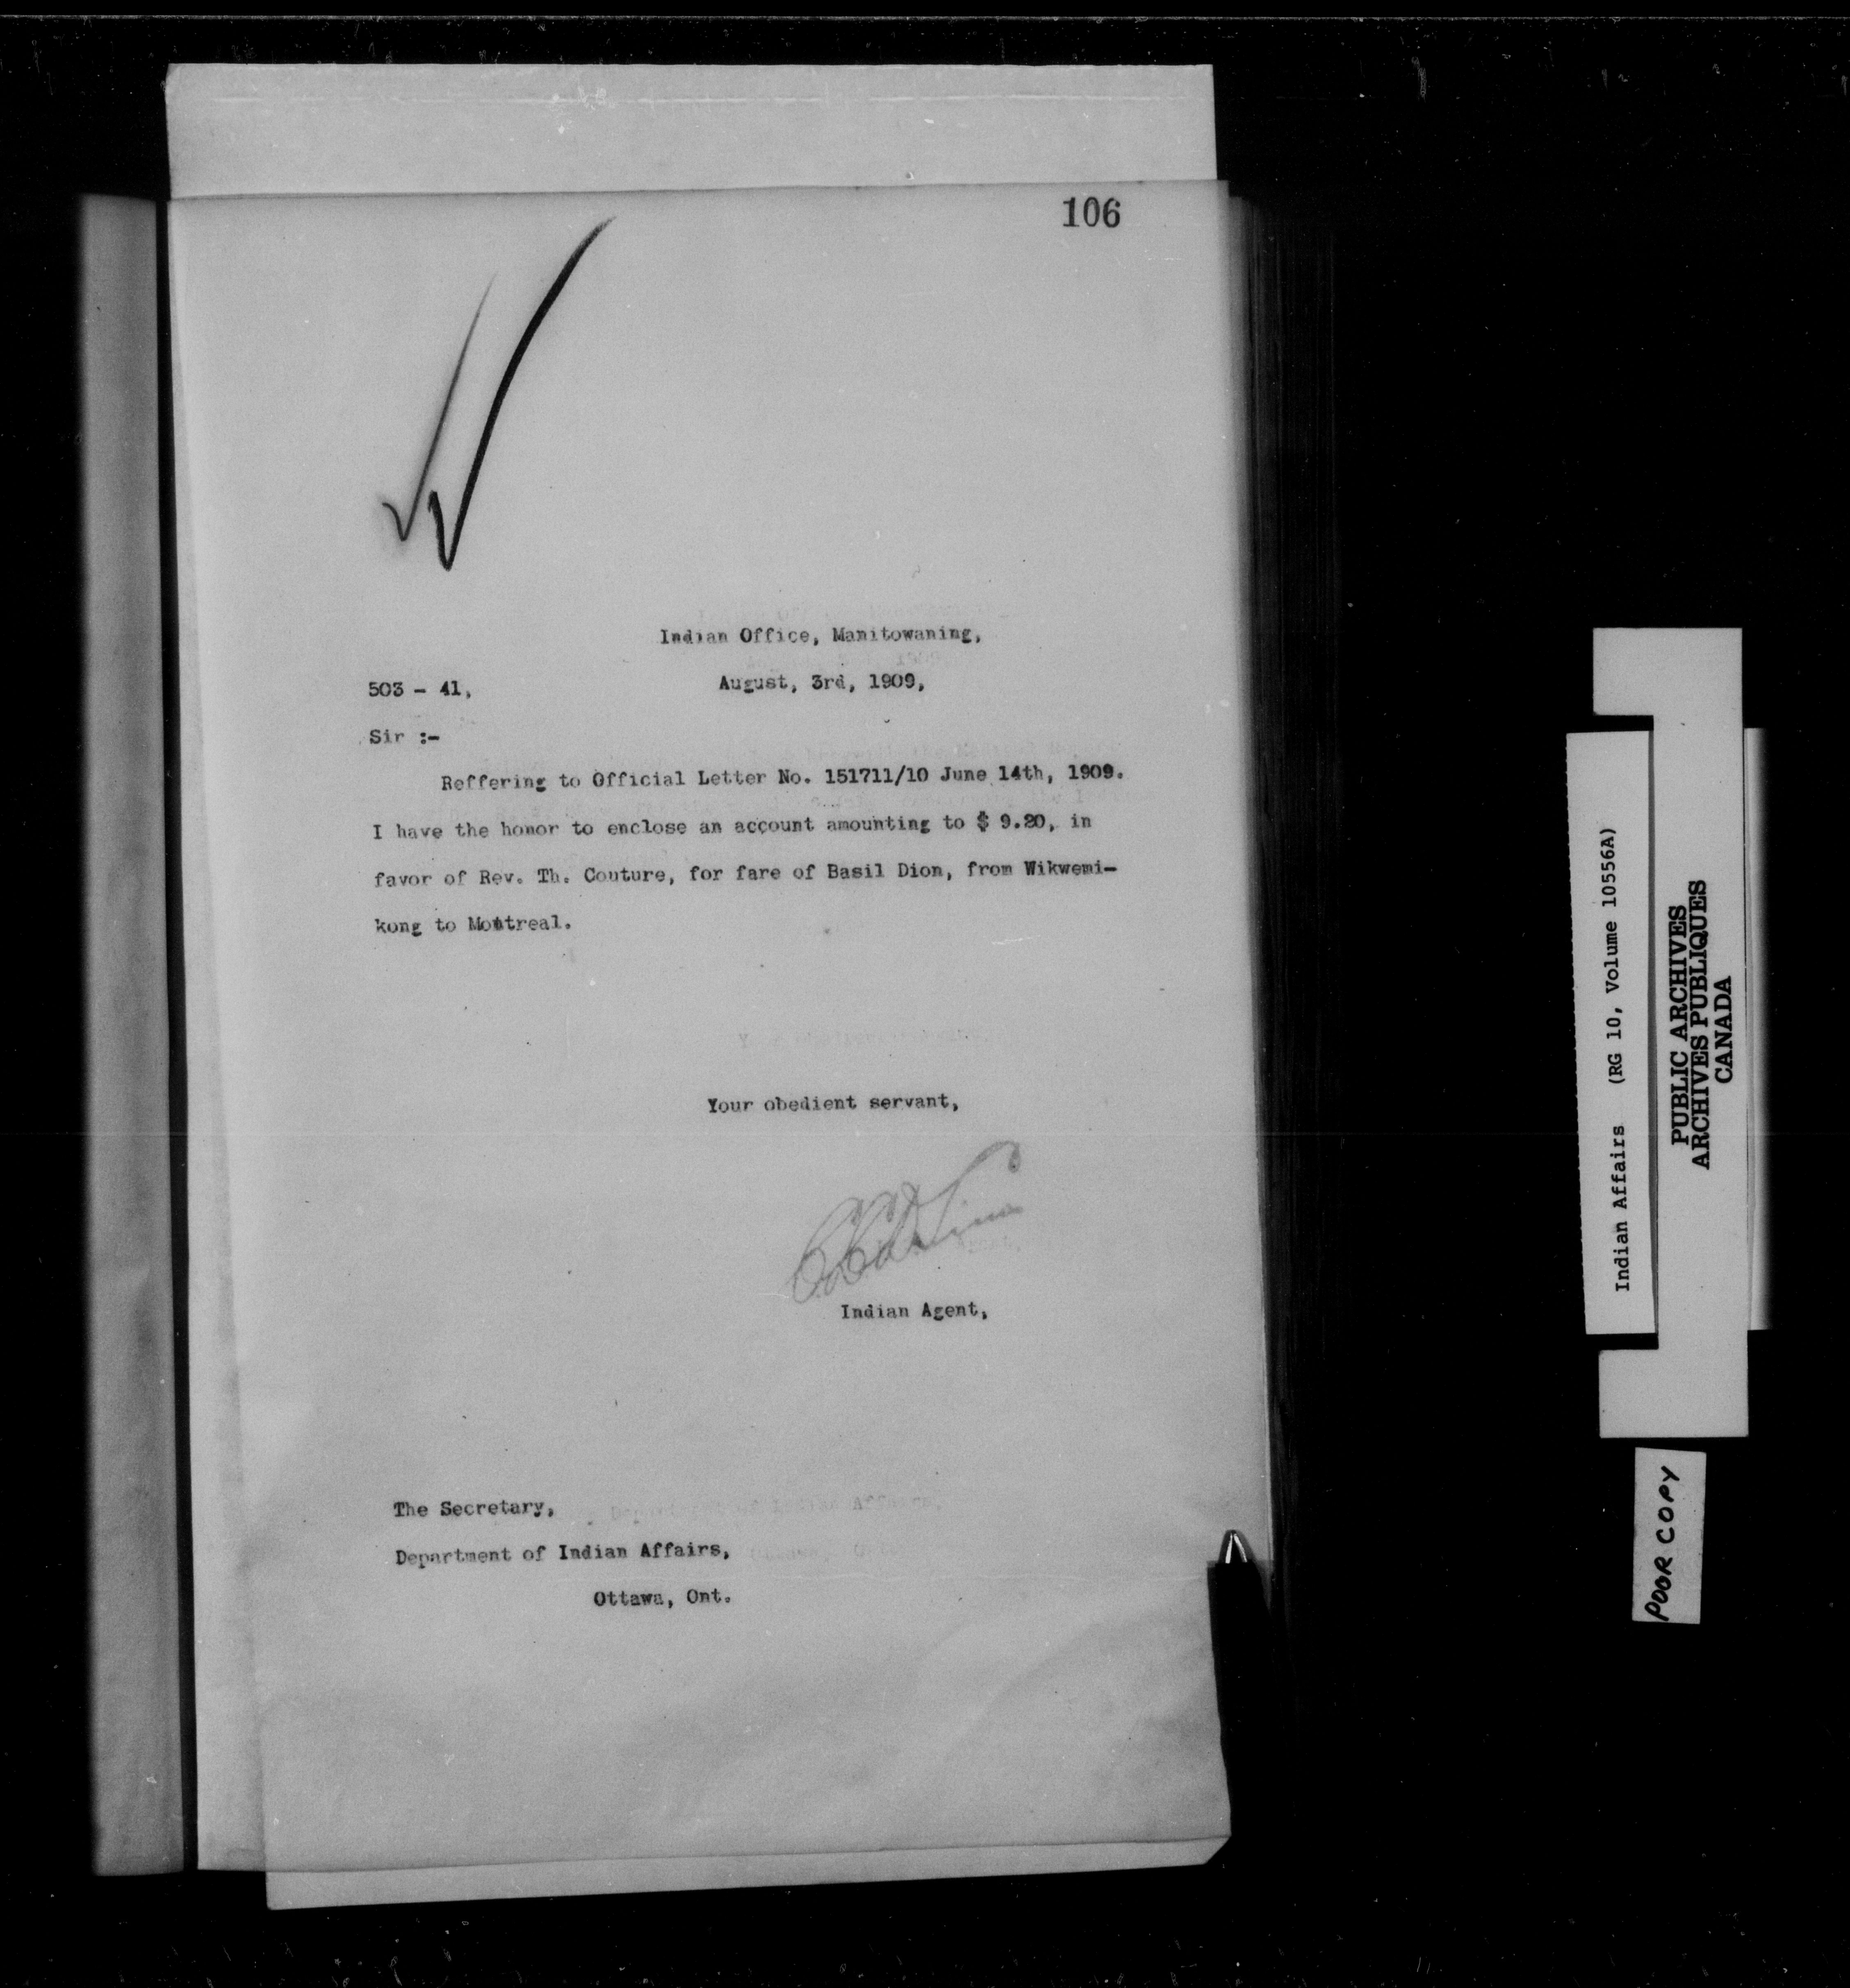 106
Indian Office, Manitowaning,
503 - 41,
August, 3rd, 1909,
Sir :-
Reffering to Official Letter No. 151711/10 June 14th, 1909.
I have the honor to enclose an account amounting to $ 9.20, in
favor of Rev. Th. Couture, for fare of Basil Dion, from Wikwemi-
kong to Montreal.
Your obedient servant,
Indian Agent,
The Secretary,
Department of Indian Affairs,
Ottawa, Ont.
Indian Affairs (RG 10, Volume 10556A)
PUBLIC ARCHIVES
ARCHIVES PUBLIQUES
CANADA
POOR COPY